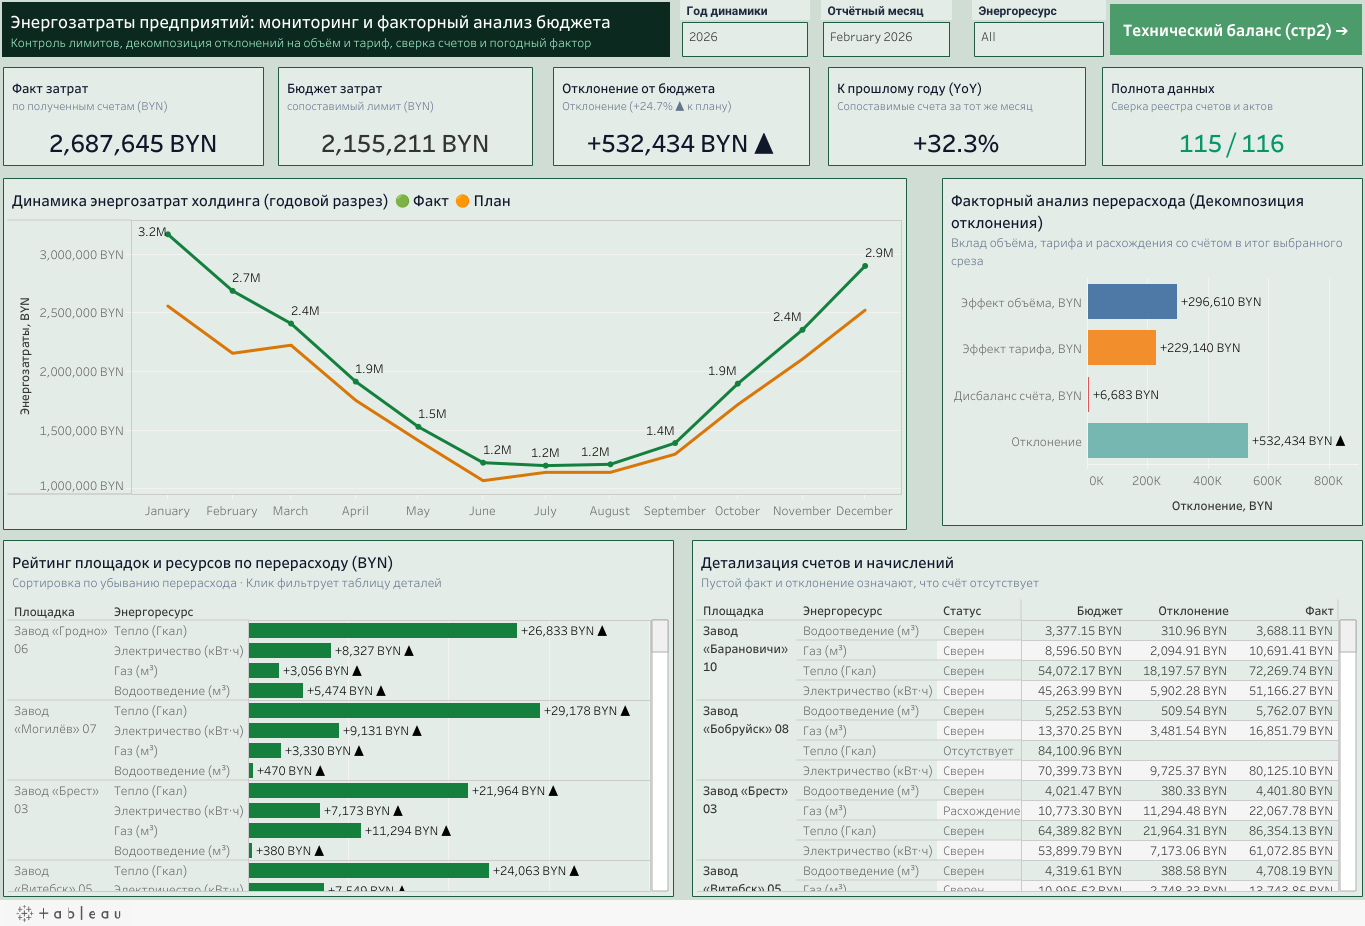 Энергозатраты предприятий: мониторинг и факторный анализ бюджета
Контроль лимитов, декомпозиция отклонений на объём и тариф, сверка счетов и погодный фактор
Год динамики
2026
Отчётный месяц
February 2026
Энергоресурс
All
Технический баланс (стр2) →
Факт затрат
по полученным счетам (BYN)
2,687,645 BYN
Бюджет затрат
сопоставимый лимит (BYN)
2,155,211 BYN
Отклонение от бюджета
Отклонение (+24.7% ▲ к плану)
+532,434 BYN ▲
К прошлому году (YoY)
Сопоставимые счета за тот же месяц
+32.3%
Полнота данных
Сверка реестра счетов и актов
115 / 116
Динамика энергозатрат холдинга (годовой разрез) 🟢 Факт 🟠 План
Энергозатраты, BYN
3,000,000 BYN
2,500,000 BYN
2,000,000 BYN
1,500,000 BYN
1,000,000 BYN
3.2M
2.7M
2.4M
1.9M
1.5M
1.2M
1.2M
1.2M
1.4M
1.9M
2.4M
2.9M
January February March April May June July August September October November December
Факторный анализ перерасхода (Декомпозиция
отклонения)
Вклад объёма, тарифа и расхождения со счётом в итог выбранного
среза
Эффект объёма, BYN +296,610 BYN
Эффект тарифа, BYN +229,140 BYN
Дисбаланс счёта, BYN +6,683 BYN
Отклонение +532,434 BYN ▲
0K 200K 400K 600K 800K
Отклонение, BYN
Рейтинг площадок и ресурсов по перерасходу (BYN)
Сортировка по убыванию перерасхода · Клик фильтрует таблицу деталей
Площадка Энергоресурс
Завод «Гродно» Тепло (Гкал) +26,833 BYN ▲
06 Электричество (кВт·ч) +8,327 BYN ▲
Газ (м³) +3,056 BYN ▲
Водоотведение (м³) +5,474 BYN ▲
Завод Тепло (Гкал) +29,178 BYN ▲
«Могилёв» 07 Электричество (кВт·ч) +9,131 BYN ▲
Газ (м³) +3,330 BYN ▲
Водоотведение (м³) +470 BYN ▲
Завод «Брест» Тепло (Гкал) +21,964 BYN ▲
03 Электричество (кВт·ч) +7,173 BYN ▲
Газ (м³) +11,294 BYN ▲
Водоотведение (м³) +380 BYN ▲
Завод Тепло (Гкал) +24,063 BYN ▲
«Витебск» 05 Электричество (кВт·ч) +7,549 BYN ▲
Детализация счетов и начислений
Пустой факт и отклонение означают, что счёт отсутствует
Площадка Энергоресурс Статус Бюджет Отклонение Факт
Завод Водоотведение (м³) Сверен 3,377.15 BYN 310.96 BYN 3,688.11 BYN
«Барановичи» Газ (м³) Сверен 8,596.50 BYN 2,094.91 BYN 10,691.41 BYN
10 Тепло (Гкал) Сверен 54,072.17 BYN 18,197.57 BYN 72,269.74 BYN
Электричество (кВт·ч) Сверен 45,263.99 BYN 5,902.28 BYN 51,166.27 BYN
Завод Водоотведение (м³) Сверен 5,252.53 BYN 509.54 BYN 5,762.07 BYN
«Бобруйск» 08 Газ (м³) Сверен 13,370.25 BYN 3,481.54 BYN 16,851.79 BYN
Тепло (Гкал) Отсутствует 84,100.96 BYN
Электричество (кВт·ч) Сверен 70,399.73 BYN 9,725.37 BYN 80,125.10 BYN
Завод «Брест» Водоотведение (м³) Сверен 4,021.47 BYN 380.33 BYN 4,401.80 BYN
03 Газ (м³) Расхождение 10,773.30 BYN 11,294.48 BYN 22,067.78 BYN
Тепло (Гкал) Сверен 64,389.82 BYN 21,964.31 BYN 86,354.13 BYN
Электричество (кВт·ч) Сверен 53,899.79 BYN 7,173.06 BYN 61,072.85 BYN
Завод Водоотведение (м³) Сверен 4,319.61 BYN 388.58 BYN 4,708.19 BYN
«Витебск» 05 Газ (м³) Сверен 10,995.52 BYN 2,748.33 BYN 13,743.85 BYN
+ableau